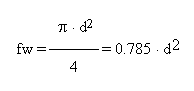 fw = π · d² / 4 = 0.785 · d²